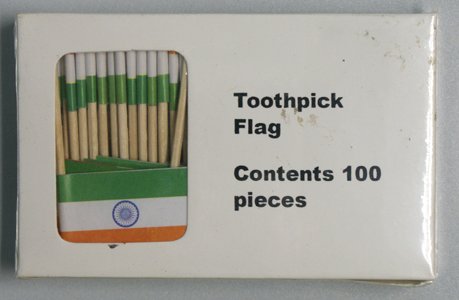 Toothpick
Flag
Contents 100
pieces